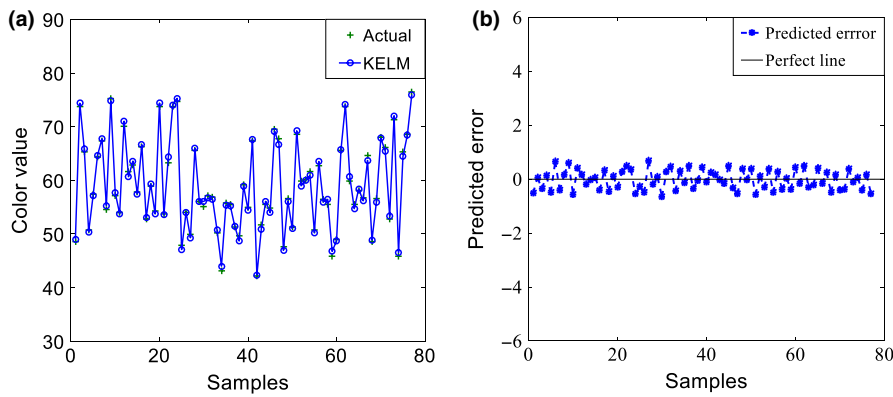 (a)
90
80
70
60
50
40
30
0
20
40
60
80
Color value
Samples
Actual
KELM
(b)
6
4
2
0
−2
−4
−6
0
20
40
60
80
Predicted error
Samples
Predicted errror
Perfect line